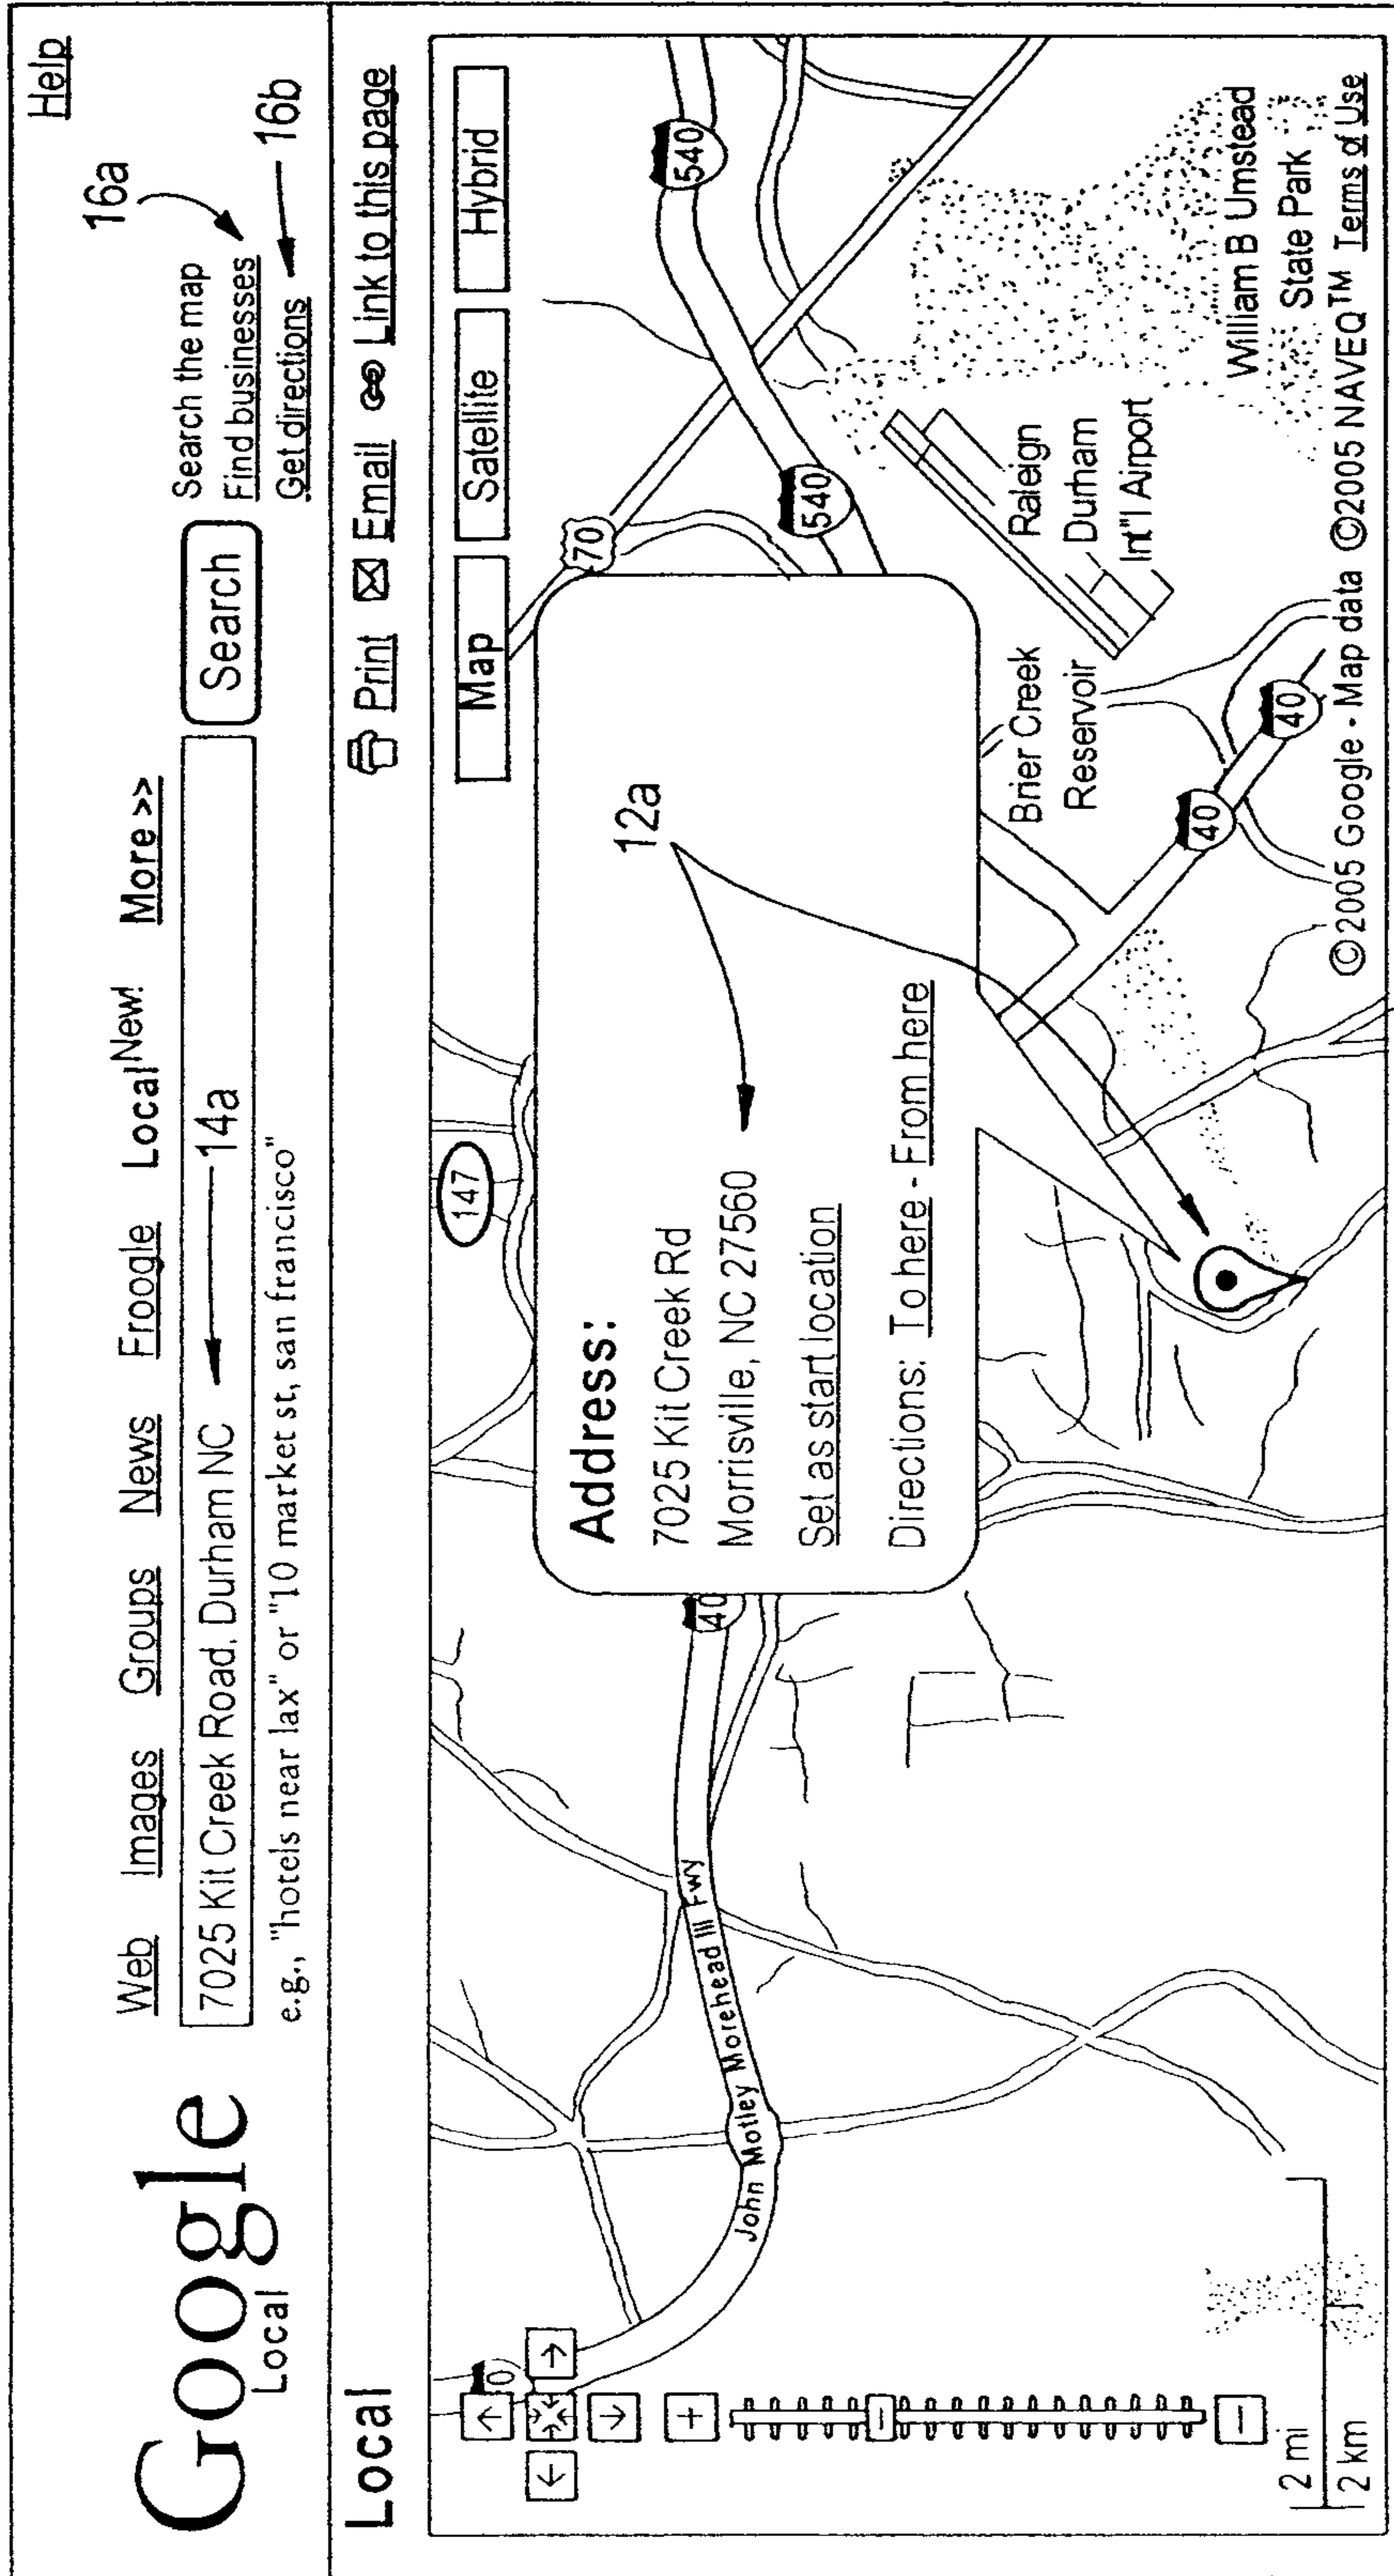 Help
16a
Google
Local
Web Images Groups News Froogle Local New! More >>
7025 Kit Creek Road, Durham NC
14a
Search
Search the map
Find businesses
Get directions
16b
e.g., "hotels near lax" or "10 market st, san francisco"
Local
Print Email Link to this page
Map Satellite Hybrid
147
70
540
540
40
0
12a
Address:
7025 Kit Creek Rd
Morrisville, NC 27560
Set as start location
Directions: To here - From here
John Motley Morehead III Fwy
Raleign
Durham
Int"l Airport
Brier Creek
Reservoir
40
40
William B Umstead
State Park
2 mi
2 km
©2005 Google - Map data ©2005 NAVEQ™ Terms of Use